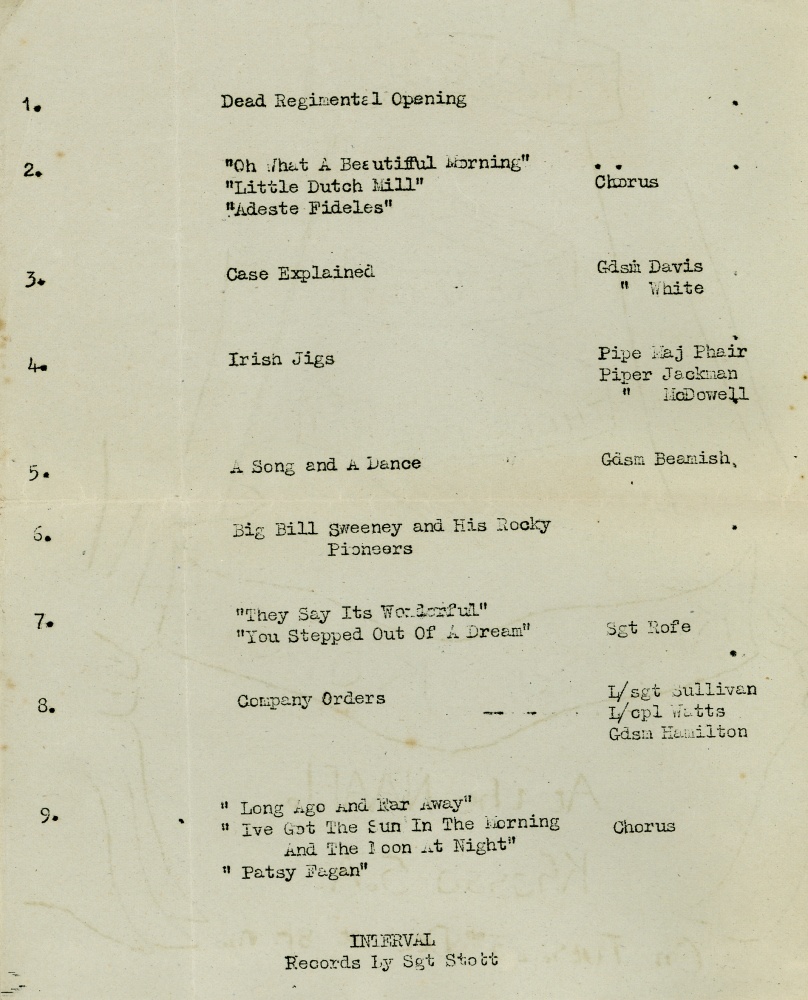 1. Dead Regimental Opening
2. "Oh What A Beautifful Morning"
"Little Dutch Mill" Chorus
"Adeste Fideles"
3. Case Explained Gdsm Davis
" White
4. Irish Jigs Pipe Maj Phair
Piper Jackman
" McDowell
5. A Song and A Dance Gdsm Beamish,
6. Big Bill Sweeney and His Rocky
Pioneers
7. "They Say Its Wonderful"
"You Stepped Out Of A Dream" Sgt Rofe
8. Company Orders L/sgt Sullivan
L/cpl Watts
Gdsm Hamilton
9. " Long Ago And Far Away"
" Ive Got The Sun In The Morning Chorus
And The Moon At Night"
" Patsy Fagan"
INTERVAL
Records By Sgt Stott